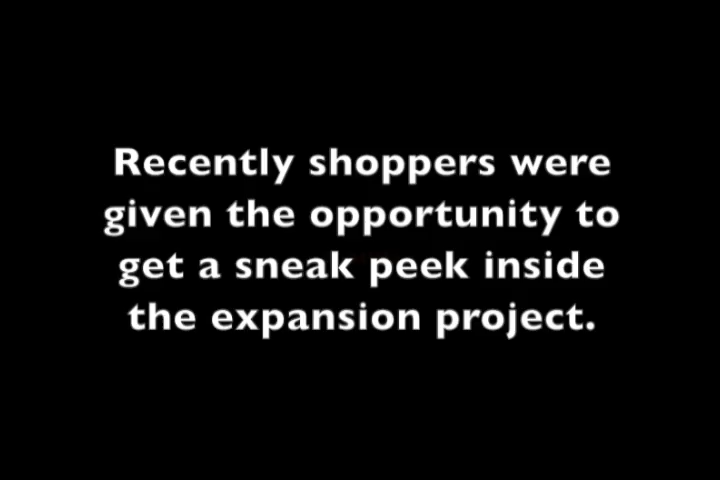 Recently shoppers were
given the opportunity to
get a sneak peek inside
the expansion project.